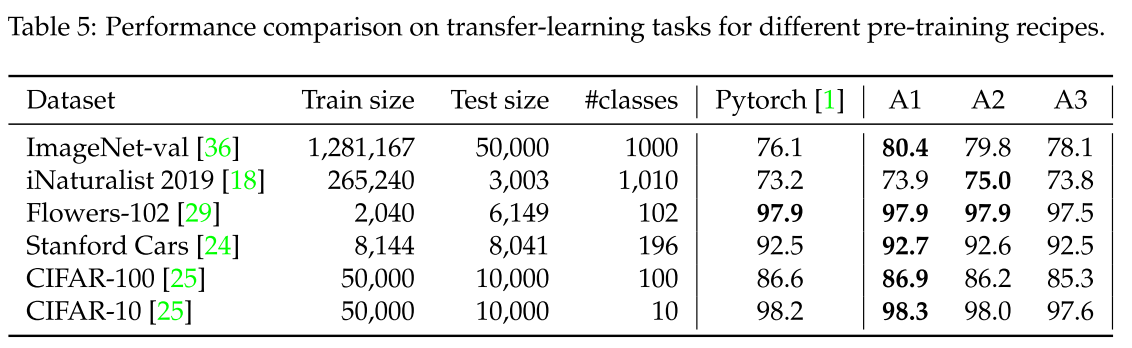 Table 5: Performance comparison on transfer-learning tasks for different pre-training recipes.
Dataset Train size Test size #classes Pytorch [1] A1 A2 A3
ImageNet-val [36] 1,281,167 50,000 1000 76.1 80.4 79.8 78.1
iNaturalist 2019 [18] 265,240 3,003 1,010 73.2 73.9 75.0 73.8
Flowers-102 [29] 2,040 6,149 102 97.9 97.9 97.9 97.5
Stanford Cars [24] 8,144 8,041 196 92.5 92.7 92.6 92.5
CIFAR-100 [25] 50,000 10,000 100 86.6 86.9 86.2 85.3
CIFAR-10 [25] 50,000 10,000 10 98.2 98.3 98.0 97.6